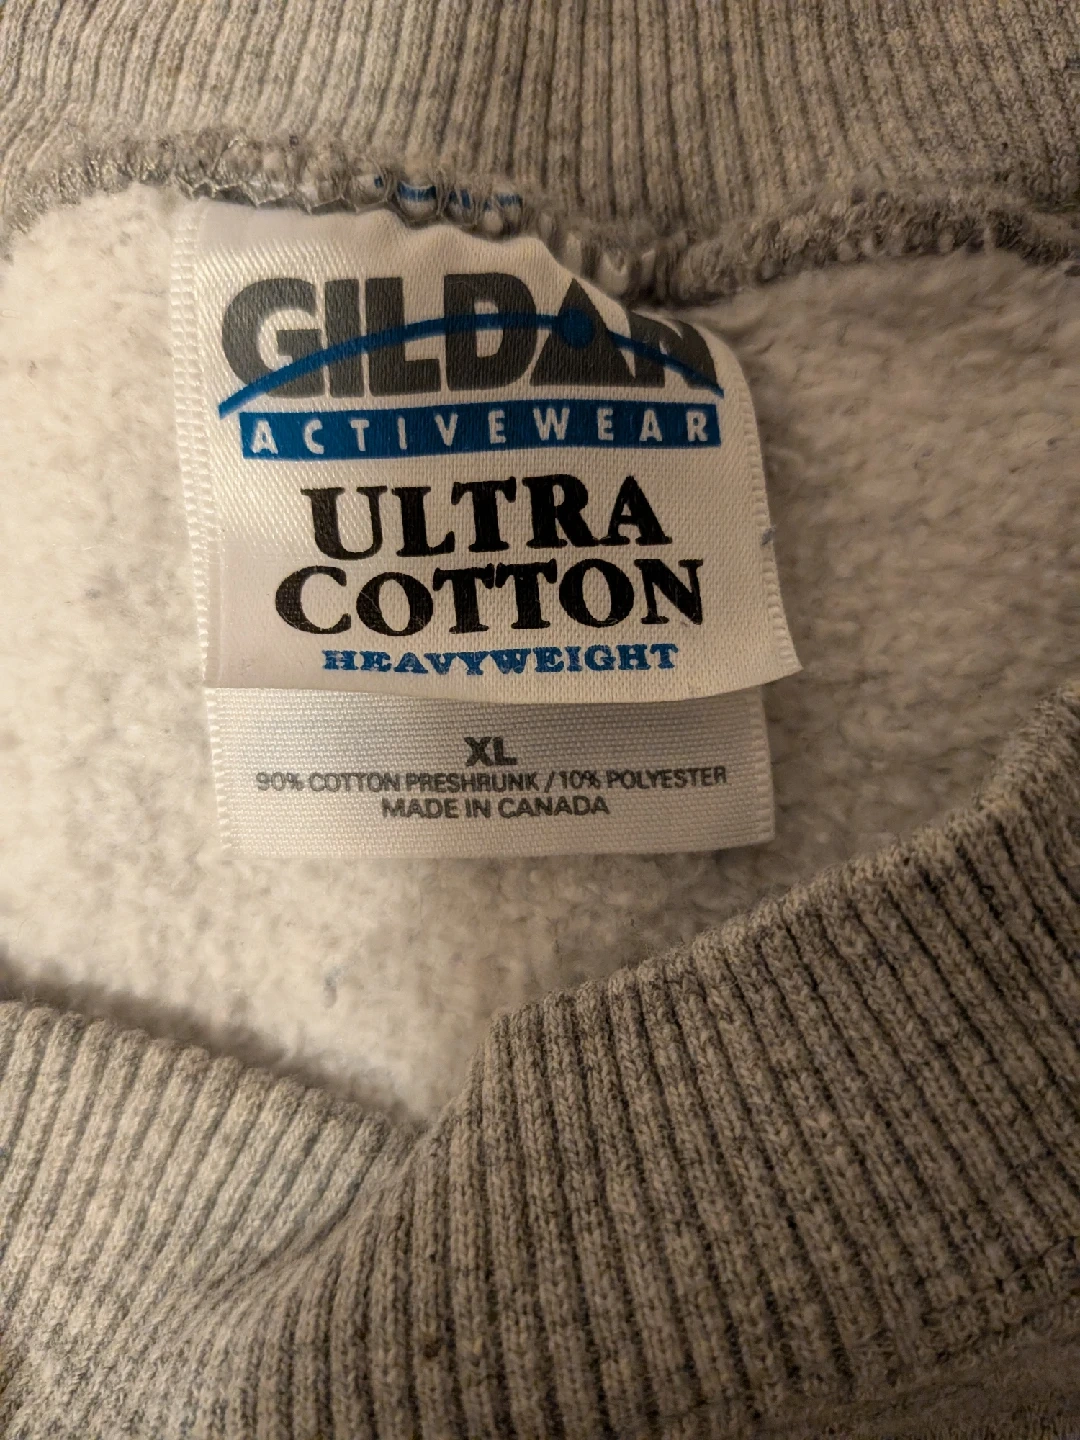 GILDAN
ACTIVEWEAR
ULTRA
COTTON
HEAVYWEIGHT
XL
90% COTTON PRESHRUNK / 10% POLYESTER
MADE IN CANADA